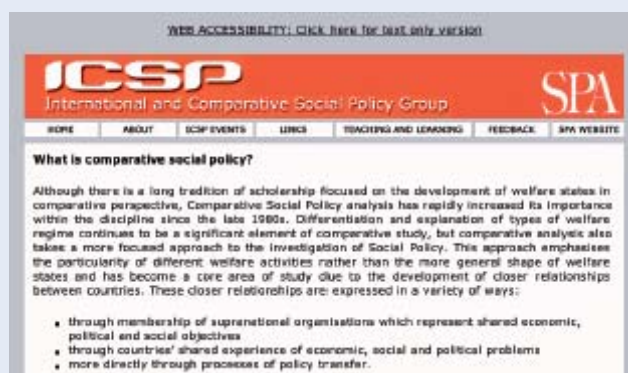 WEB ACCESSIBILITY: Click here for text only version
ICSP
International and Comparative Social Policy Group
SPA
HOME ABOUT ICSP EVENTS LINKS TEACHING AND LEARNING FEEDBACK SPA WEBSITE
What is comparative social policy?
Although there is a long tradition of scholarship focused on the development of welfare states in
comparative perspective, Comparative Social Policy analysis has rapidly increased its importance
within the discipline since the late 1980s. Differentiation and explanation of types of welfare
regime continues to be a significant element of comparative study, but comparative analysis also
takes a more focused approach to the investigation of Social Policy. This approach emphasises
the particularity of different welfare activities rather than the more general shape of welfare
states and has become a core area of study due to the development of closer relationships
between countries. These closer relationships are expressed in a variety of ways:
• through membership of supranational organisations which represent shared economic,
political and social objectives
• through countries' shared experience of economic, social and political problems
• more directly through processes of policy transfer.